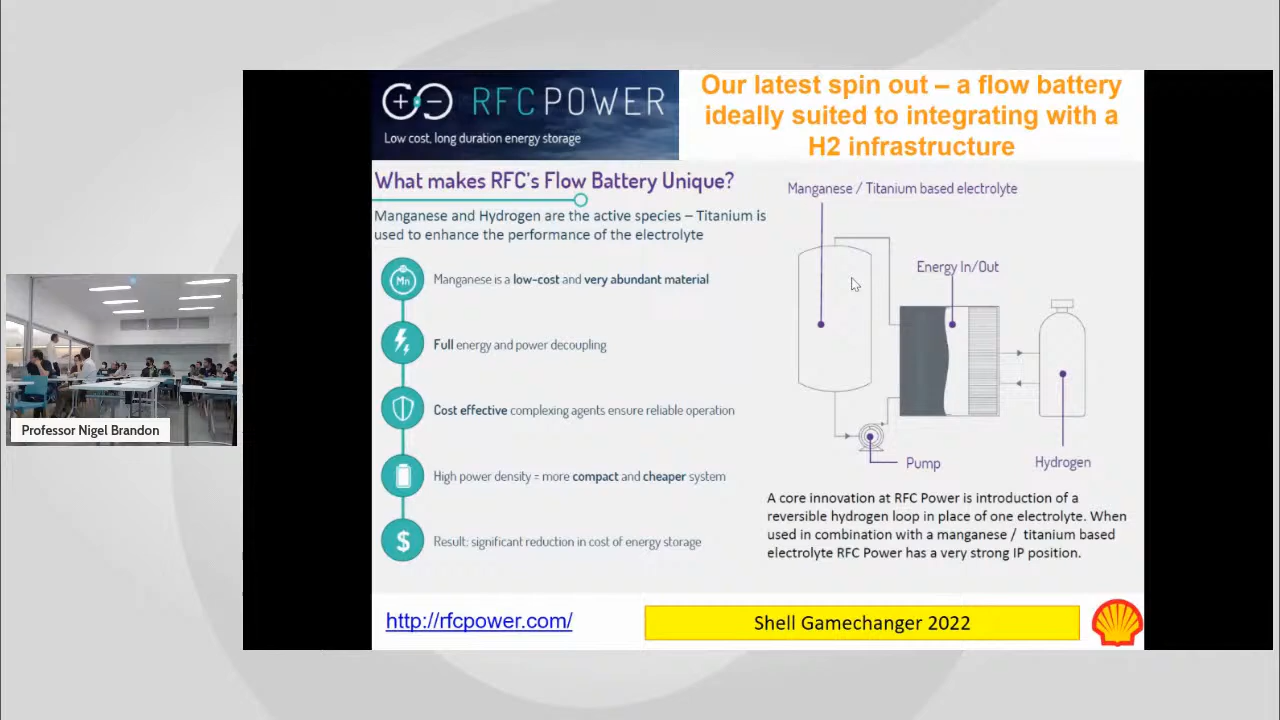 RFC POWER
Low cost, long duration energy storage
Our latest spin out – a flow battery
ideally suited to integrating with a
H2 infrastructure
What makes RFC's Flow Battery Unique?
Manganese and Hydrogen are the active species – Titanium is
used to enhance the performance of the electrolyte
Mn
Manganese is a low-cost and very abundant material
Full energy and power decoupling
Cost effective complexing agents ensure reliable operation
High power density = more compact and cheaper system
$
Result: significant reduction in cost of energy storage
Manganese / Titanium based electrolyte
Energy In/Out
Pump
Hydrogen
A core innovation at RFC Power is introduction of a
reversible hydrogen loop in place of one electrolyte. When
used in combination with a manganese / titanium based
electrolyte RFC Power has a very strong IP position.
http://rfcpower.com/
Shell Gamechanger 2022
Professor Nigel Brandon